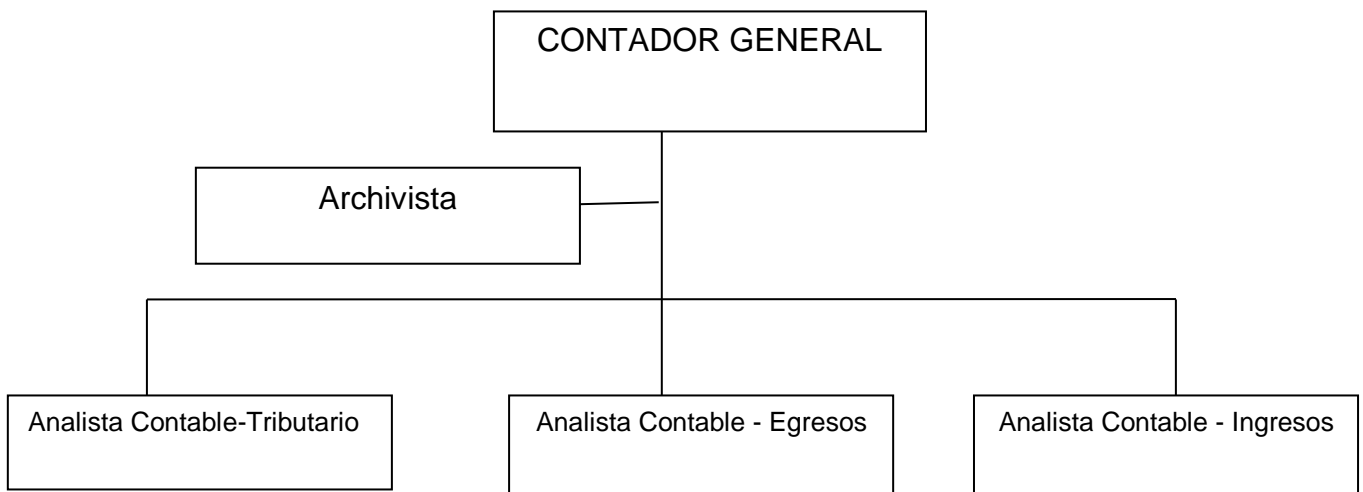 CONTADOR GENERAL
Archivista
Analista Contable-Tributario
Analista Contable - Egresos
Analista Contable - Ingresos